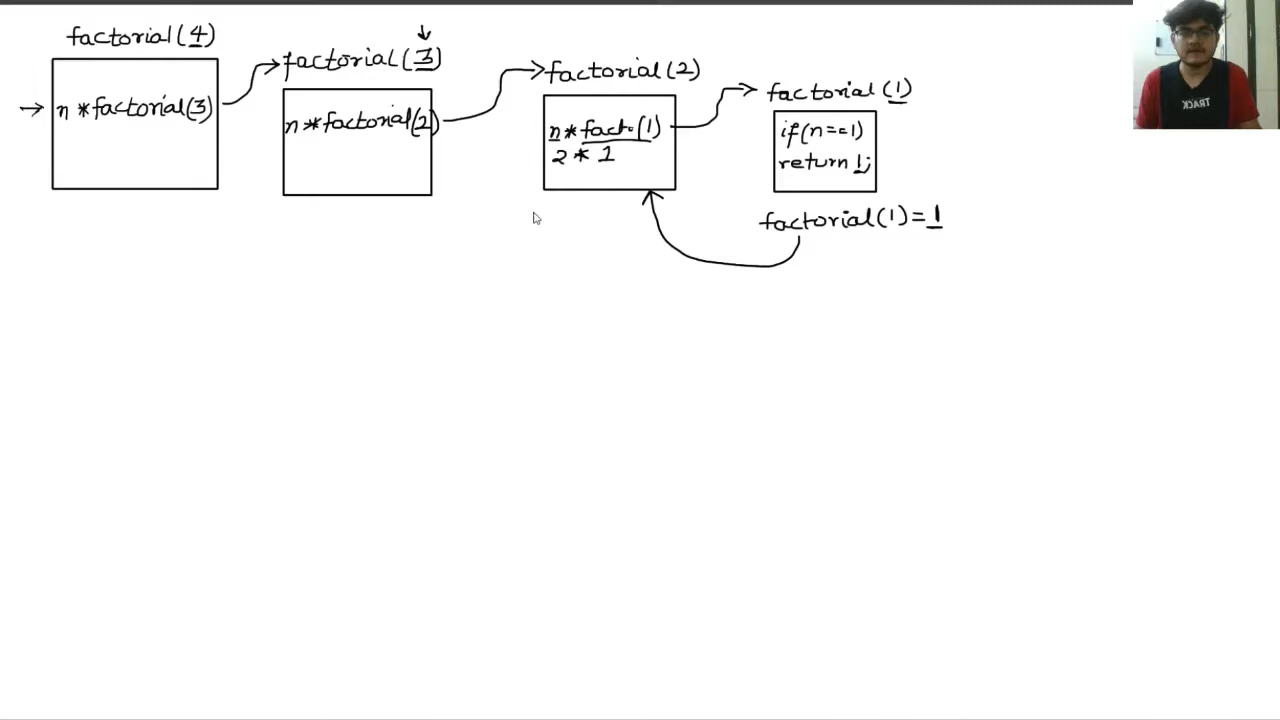 factorial(4)
n*factorial(3)
factorial(3)
n*factorial(2)
factorial(2)
n*facto(1)
2*1
factorial(1)
if(n==1)
return 1;
factorial(1)=1
TRACK